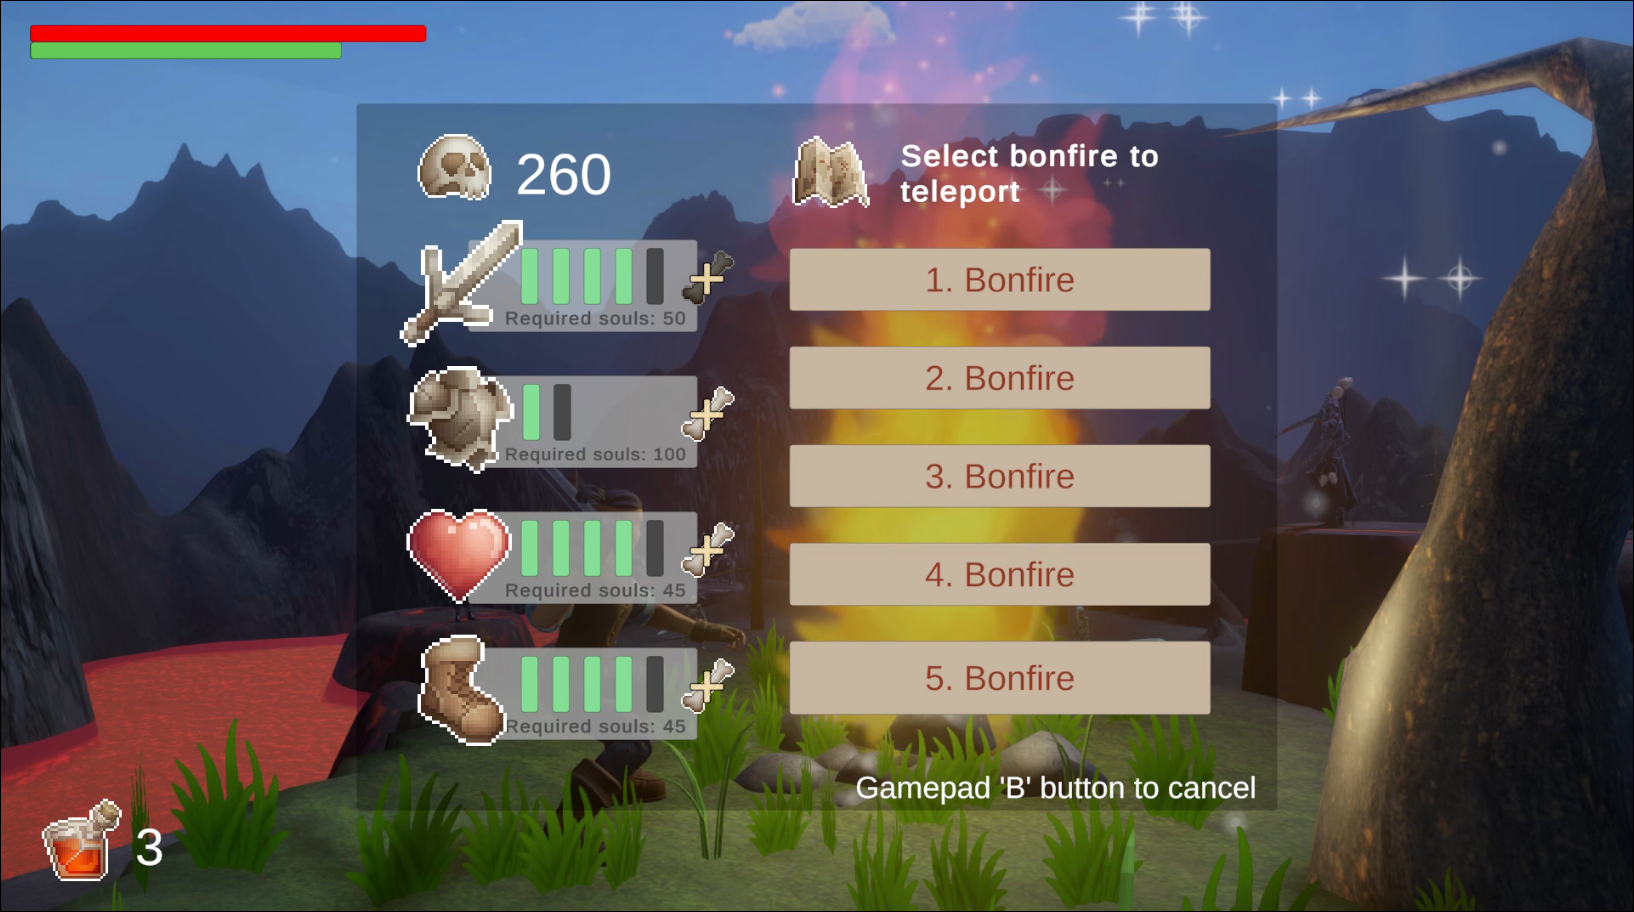 260
Required souls: 50
Required souls: 100
Required souls: 45
Required souls: 45
Select bonfire to
teleport
1. Bonfire
2. Bonfire
3. Bonfire
4. Bonfire
5. Bonfire
Gamepad 'B' button to cancel
3